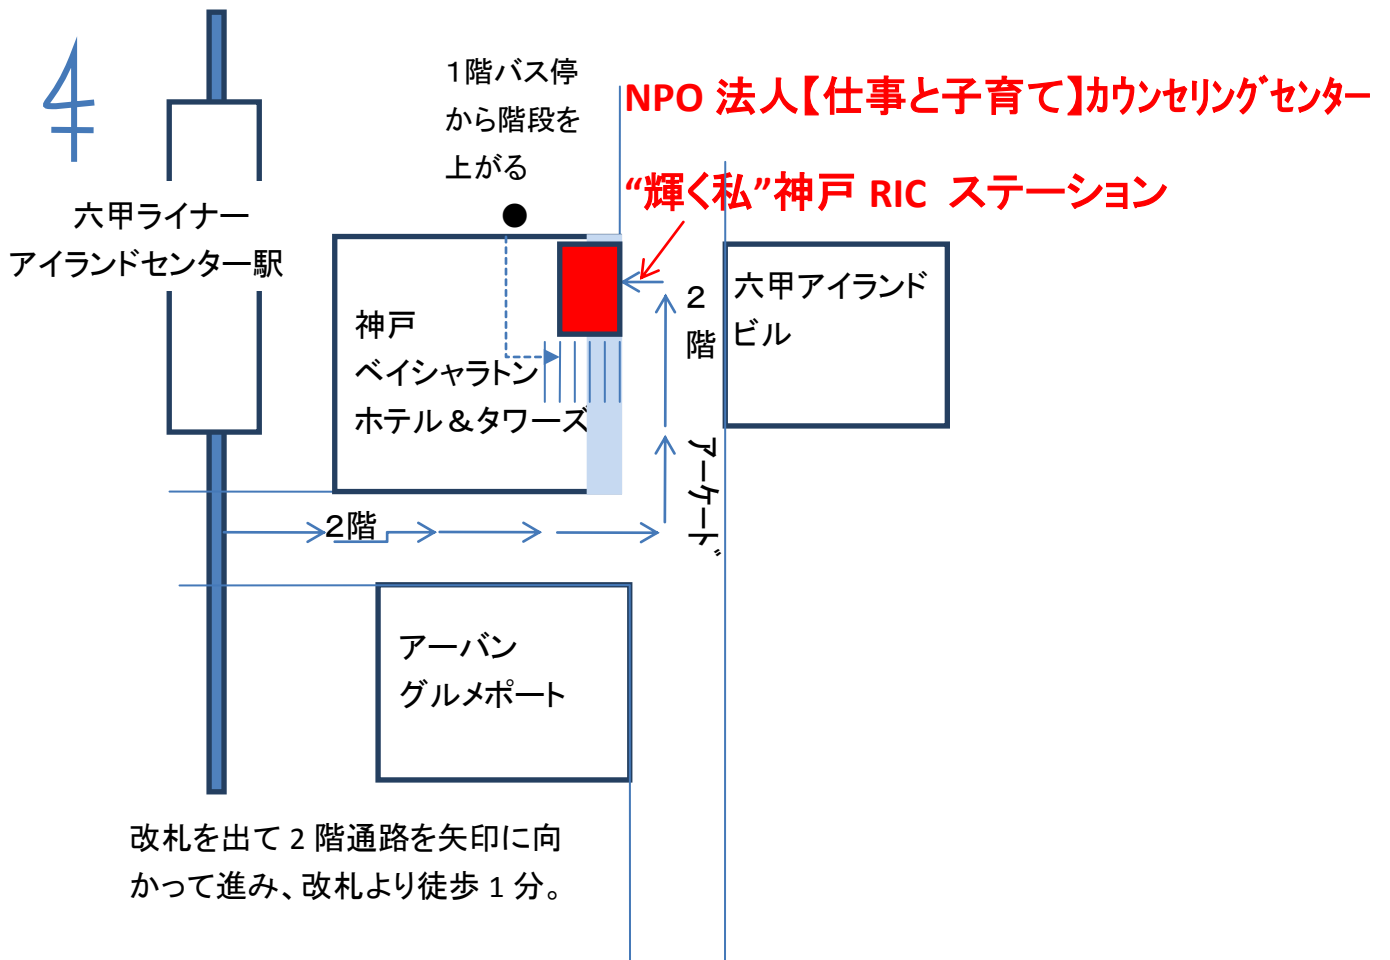 1階バス停
から階段を
上がる
NPO 法人【仕事と子育て】カウンセリングセンター
“輝く私”神戸 RIC ステーション
六甲ライナー
アイランドセンター駅
神戸
ベイシャラトン
ホテル＆タワーズ
２
階
六甲アイランド
ビル
アーケード
２階
アーバン
グルメポート
改札を出て 2 階通路を矢印に向
かって進み、改札より徒歩 1 分。